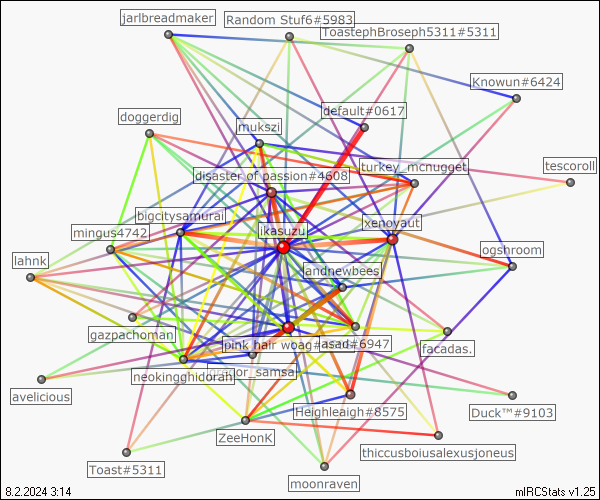 jarlbreadmaker
Random Stuf6#5983
ToastephBroseph5311#5311
Knowun#6424
default#0617
doggerdig
mukszi
turkey_mcnugget
tescoroll
disaster of passion#4608
bigcitysamurai
xenoyaut
ikasuzu
mingus4742
ogshroom
lahnk
landnewbees
gazpachoman
pink hair woag#
asad#6947
facadas.
neokingghidorah
gregor_samsa
avelicious
Heighleaigh#8575
Duck™#9103
ZeeHonK
thiccusboiusalexusjoneus
Toast#5311
moonraven
8.2.2024 3:14
mIRCStats v1.25